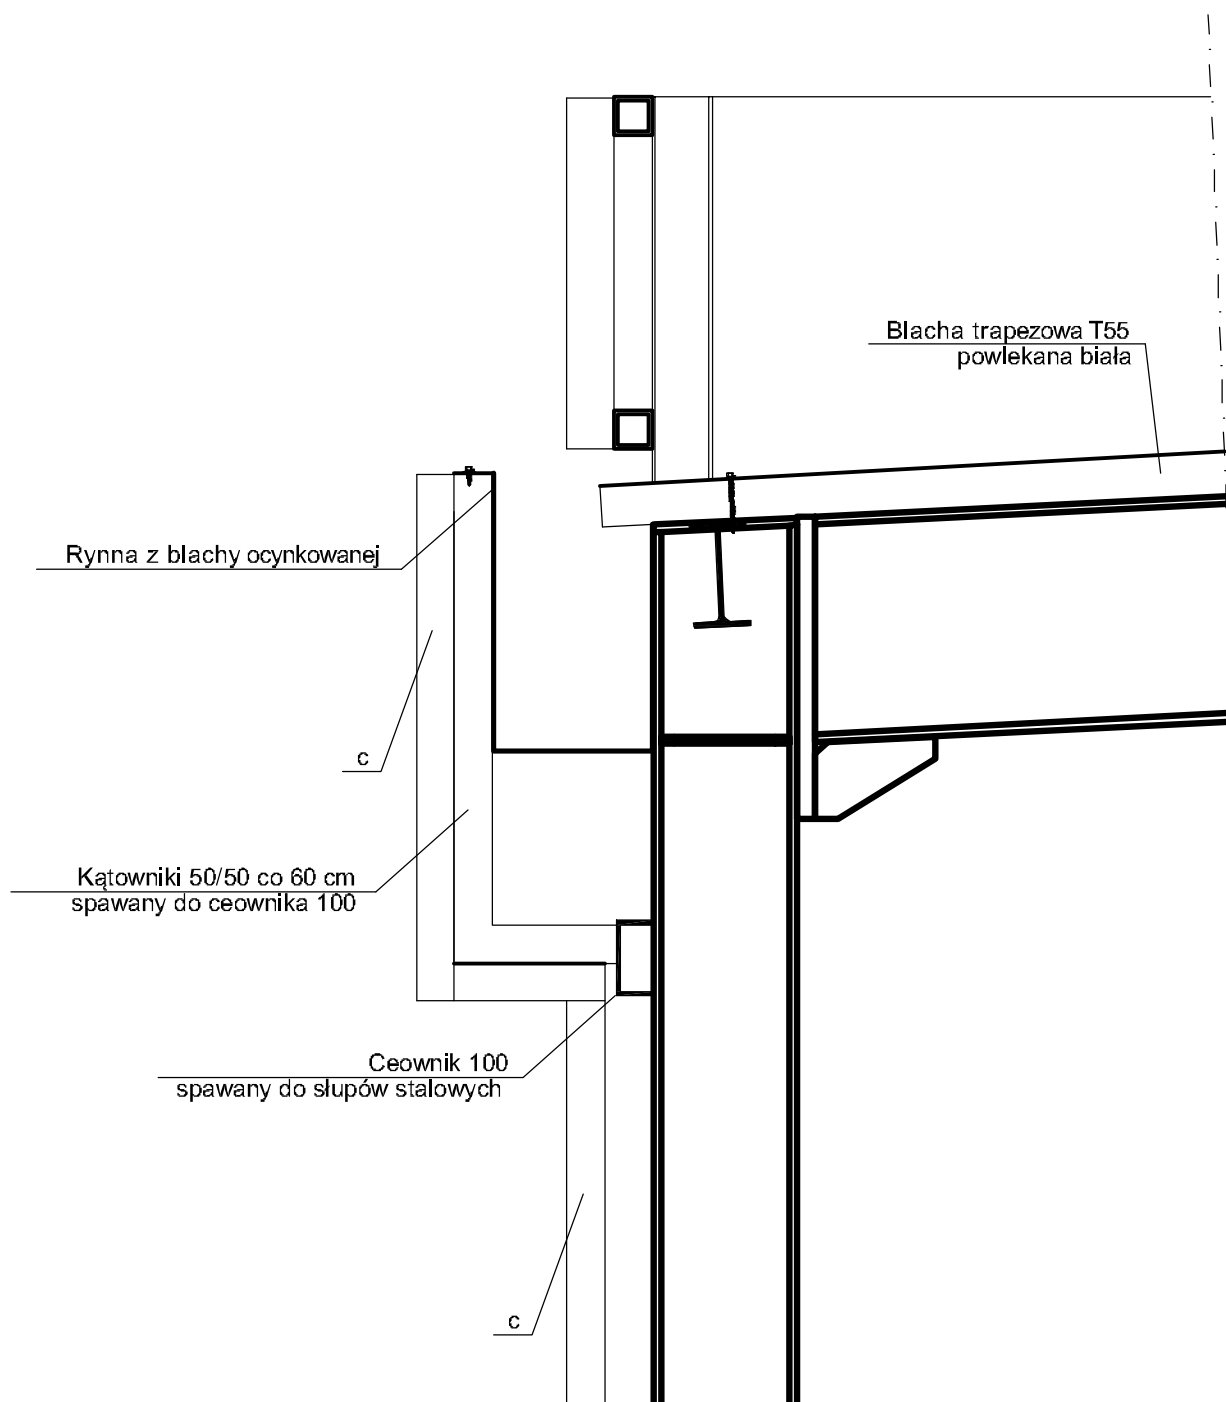 Blacha trapezowa T55
powlekana biała
Rynna z blachy ocynkowanej
c
Kątowniki 50/50 co 60 cm
spawany do ceownika 100
Ceownik 100
spawany do słupów stalowych
c